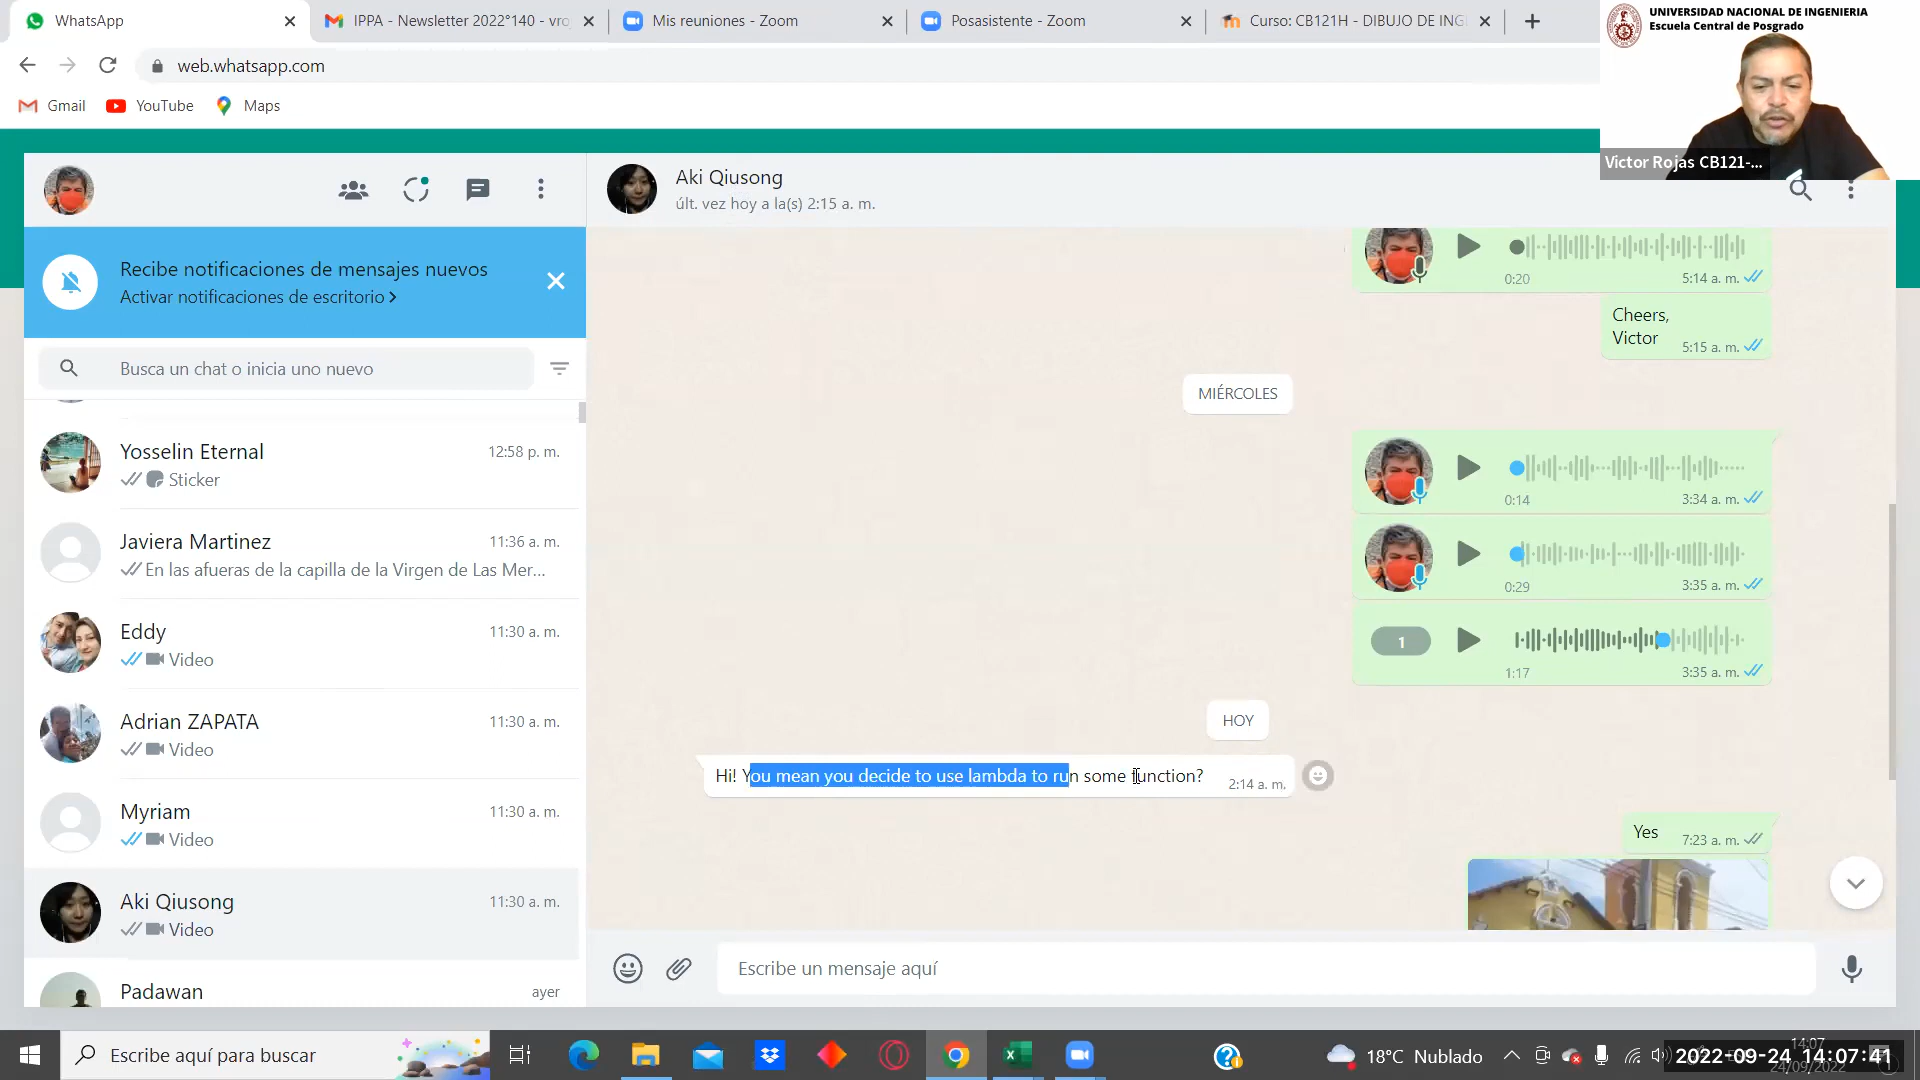 WhatsApp
IPPA - Newsletter 2022°140 - vro
Mis reuniones - Zoom
Posasistente - Zoom
Curso: CB121H - DIBUJO DE ING
UNIVERSIDAD NACIONAL DE INGENIERIA
Escuela Central de Posgrado
web.whatsapp.com
Gmail
YouTube
Maps
Victor Rojas CB121-...
Aki Qiusong
últ. vez hoy a la(s) 2:15 a. m.
Recibe notificaciones de mensajes nuevos
Activar notificaciones de escritorio >
Busca un chat o inicia uno nuevo
Yosselin Eternal
12:58 p. m.
Sticker
Javiera Martinez
11:36 a. m.
En las afueras de la capilla de la Virgen de Las Mer...
Eddy
11:30 a. m.
Video
Adrian ZAPATA
11:30 a. m.
Video
Myriam
11:30 a. m.
Video
Aki Qiusong
11:30 a. m.
Video
Padawan
ayer
0:20
5:14 a. m.
Cheers,
Victor
5:15 a. m.
MIÉRCOLES
0:14
3:34 a. m.
0:29
3:35 a. m.
1
1:17
3:35 a. m.
HOY
Hi! You mean you decide to use lambda to run some function?
2:14 a. m.
Yes
7:23 a. m.
Escribe un mensaje aquí
Escribe aquí para buscar
18°C Nublado
14:07
2022-09-24 14:07:41
24/09/2022